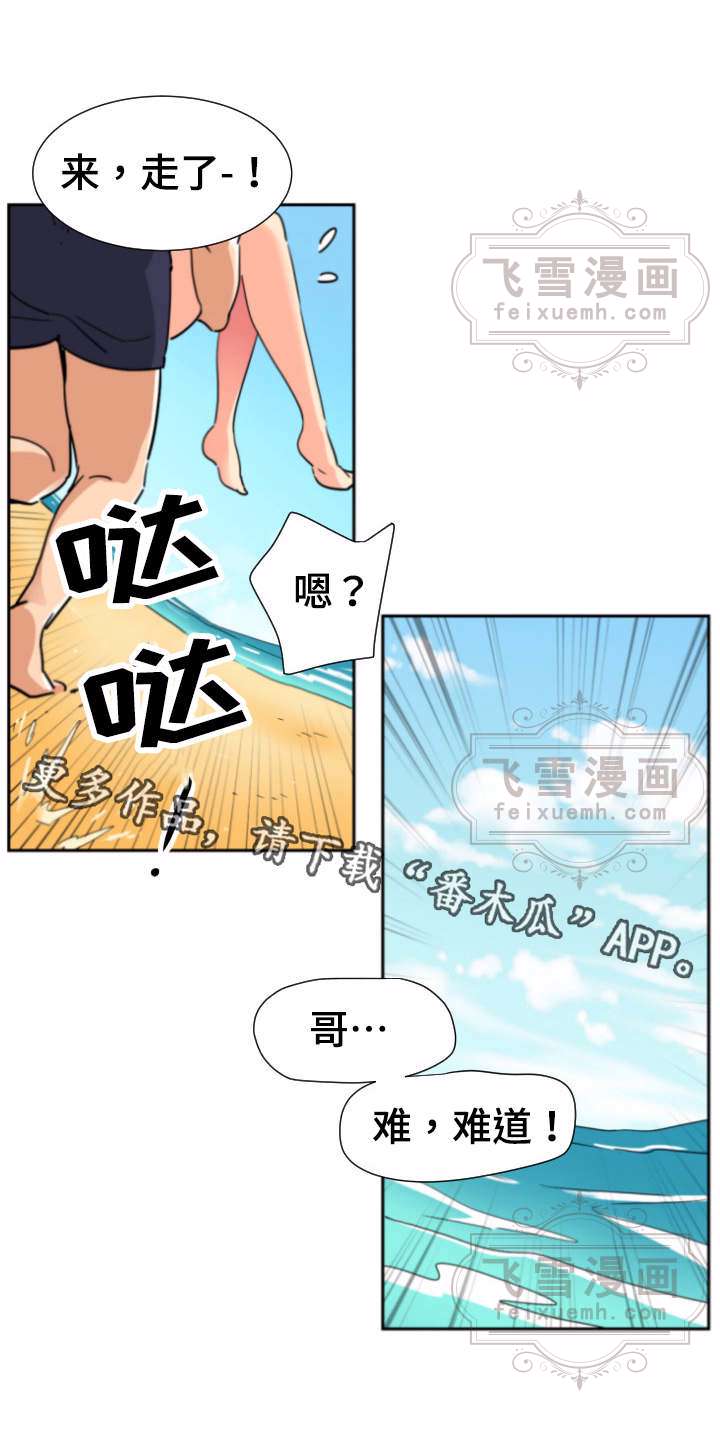 来，走了-！
飞雪漫画
feixuemh.com
哒
嗯？
哒
飞雪漫画
feixuemh.com
更多作品，请下载“番木瓜”APP。
哥…
难，难道！
飞雪漫画
feixuemh.com